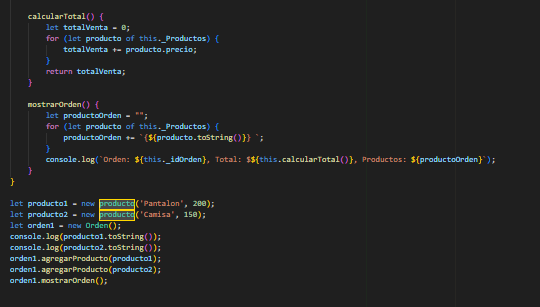 calcularTotal() {
let totalVenta = 0;
for (let producto of this._Productos) {
totalVenta += producto.precio;
}
return totalVenta;
}
mostrarOrden() {
let productoOrden = "";
for (let producto of this._Productos) {
productoOrden += `{${producto.toString()}} `;
}
console.log(`Orden: ${this._idOrden}, Total: $${this.calcularTotal()}, Productos: ${productoOrden}`);
}
}
let producto1 = new producto('Pantalon', 200);
let producto2 = new producto('Camisa', 150);
let orden1 = new Orden();
console.log(producto1.toString());
console.log(producto2.toString());
orden1.agregarProducto(producto1);
orden1.agregarProducto(producto2);
orden1.mostrarOrden();